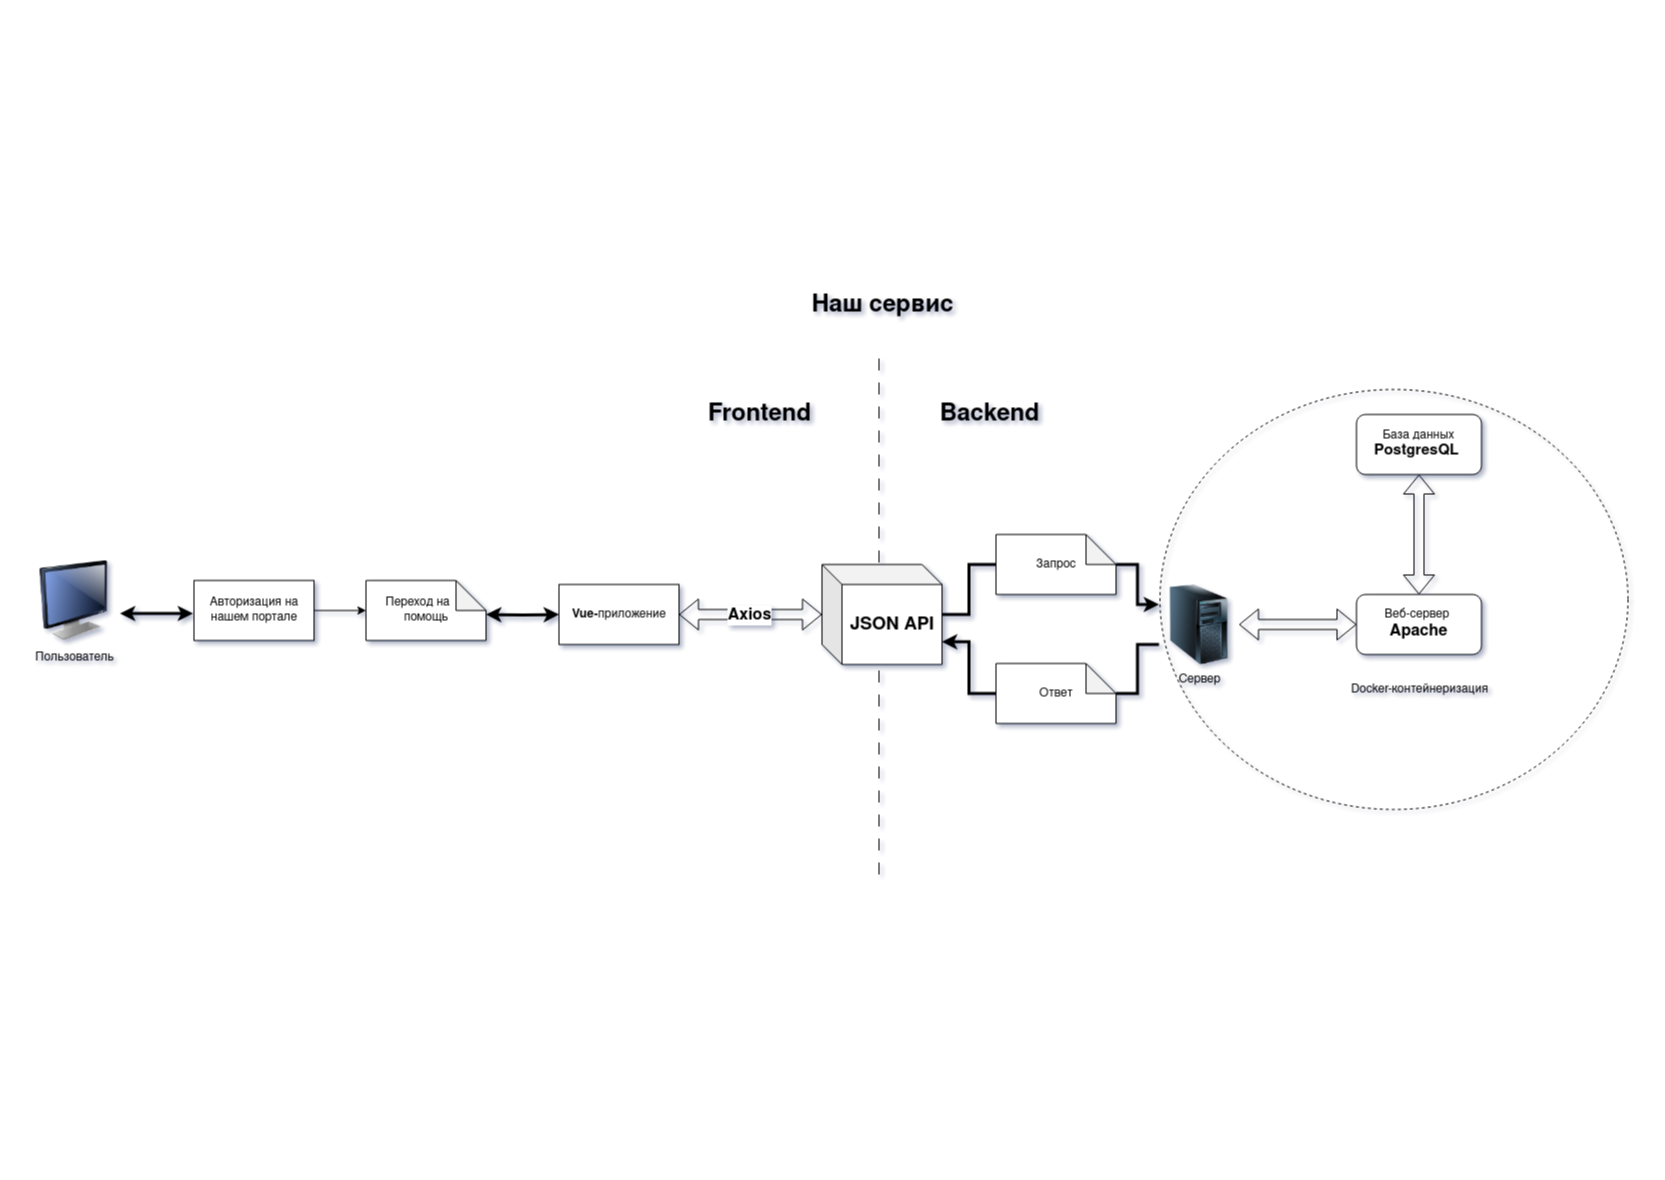 Наш сервис
Frontend
Backend
База данных
PostgresQL
Пользователь
Авторизация на
нашем портале
Переход на
помощь
Vue-приложение
Axios
JSON API
Запрос
Ответ
Сервер
Веб-сервер
Apache
Docker-контейнеризация